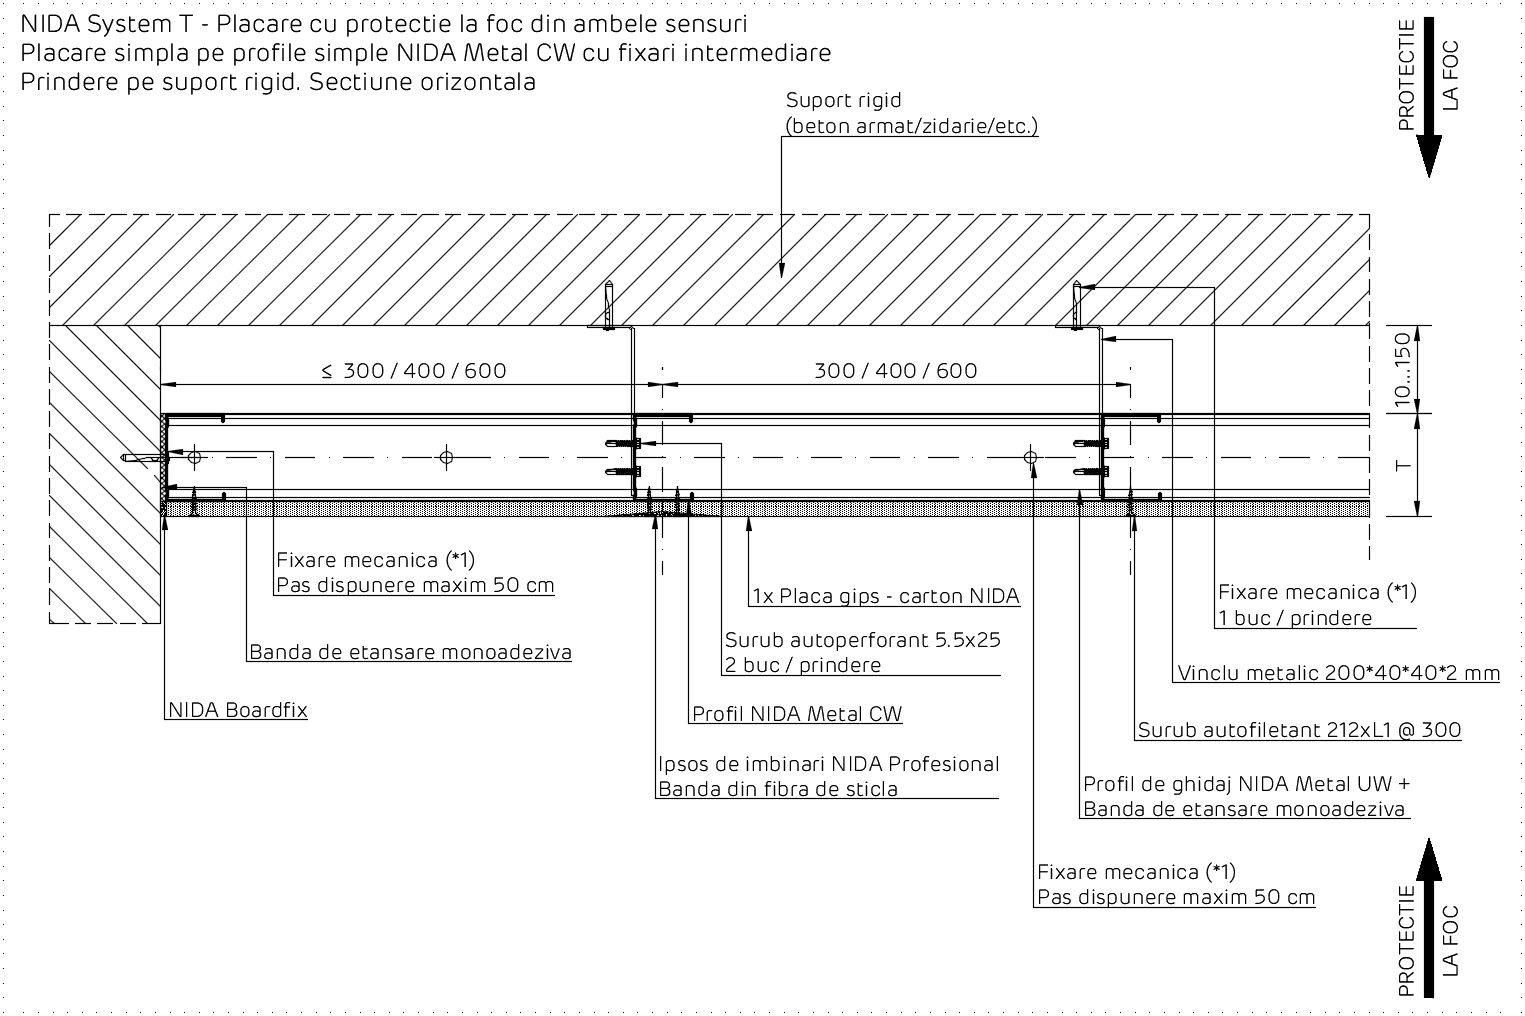 NIDA System T - Placare cu protectie la foc din ambele sensuri
Placare simpla pe profile simple NIDA Metal CW cu fixari intermediare
Prindere pe suport rigid. Sectiune orizontala
PROTECTIE
LA FOC
Suport rigid
(beton armat/zidarie/etc.)
≤ 300 / 400 / 600
300 / 400 / 600
10...150
T
Fixare mecanica (*1)
Pas dispunere maxim 50 cm
1x Placa gips - carton NIDA
Fixare mecanica (*1)
1 buc / prindere
Surub autoperforant 5.5x25
2 buc / prindere
Banda de etansare monoadeziva
Vinclu metalic 200*40*40*2 mm
NIDA Boardfix
Profil NIDA Metal CW
Surub autofiletant 212xL1 @ 300
Ipsos de imbinari NIDA Profesional
Banda din fibra de sticla
Profil de ghidaj NIDA Metal UW +
Banda de etansare monoadeziva
Fixare mecanica (*1)
Pas dispunere maxim 50 cm
PROTECTIE
LA FOC